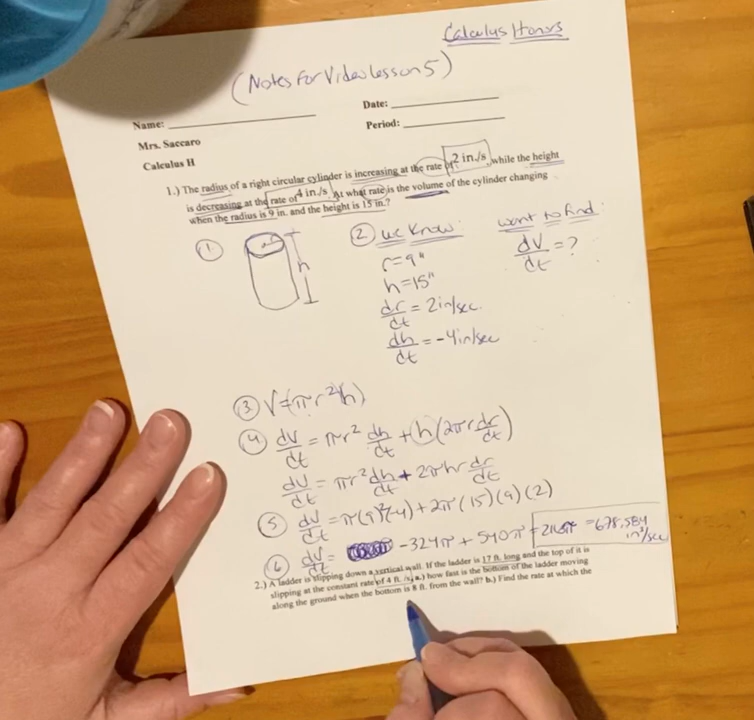 Calculus Honors
(Notes for Video lesson 5)
Name: Date:
Mrs. Saccaro Period:
Calculus H
1.) The radius of a right circular cylinder is increasing at the rate of 2 in./s while the height
is decreasing at the rate of 4 in./s. At what rate is the volume of the cylinder changing
when the radius is 9 in. and the height is 15 in.?
① h
② we know: want to find:
r=9"
h=15"
dr/dt = 2in/sec.
dh/dt = -4in/sec
dV/dt = ?
③ V=(πr²)(h)
④ dV/dt = πr² dh/dt + h(2πr dr/dt)
dV/dt = πr² dh/dt + 2πhr dr/dt
⑤ dV/dt = π(9)²(-4) + 2π(15)(9)(2)
⑥ dV/dt = -324π + 540π = 216π = 678.584 in³/sec
2.) A ladder is slipping down a vertical wall. If the ladder is 17 ft. long and the top of it is
slipping at the constant rate of 4 ft./s, a.) how fast is the bottom of the ladder moving
along the ground when the bottom is 8 ft. from the wall? b.) Find the rate at which the